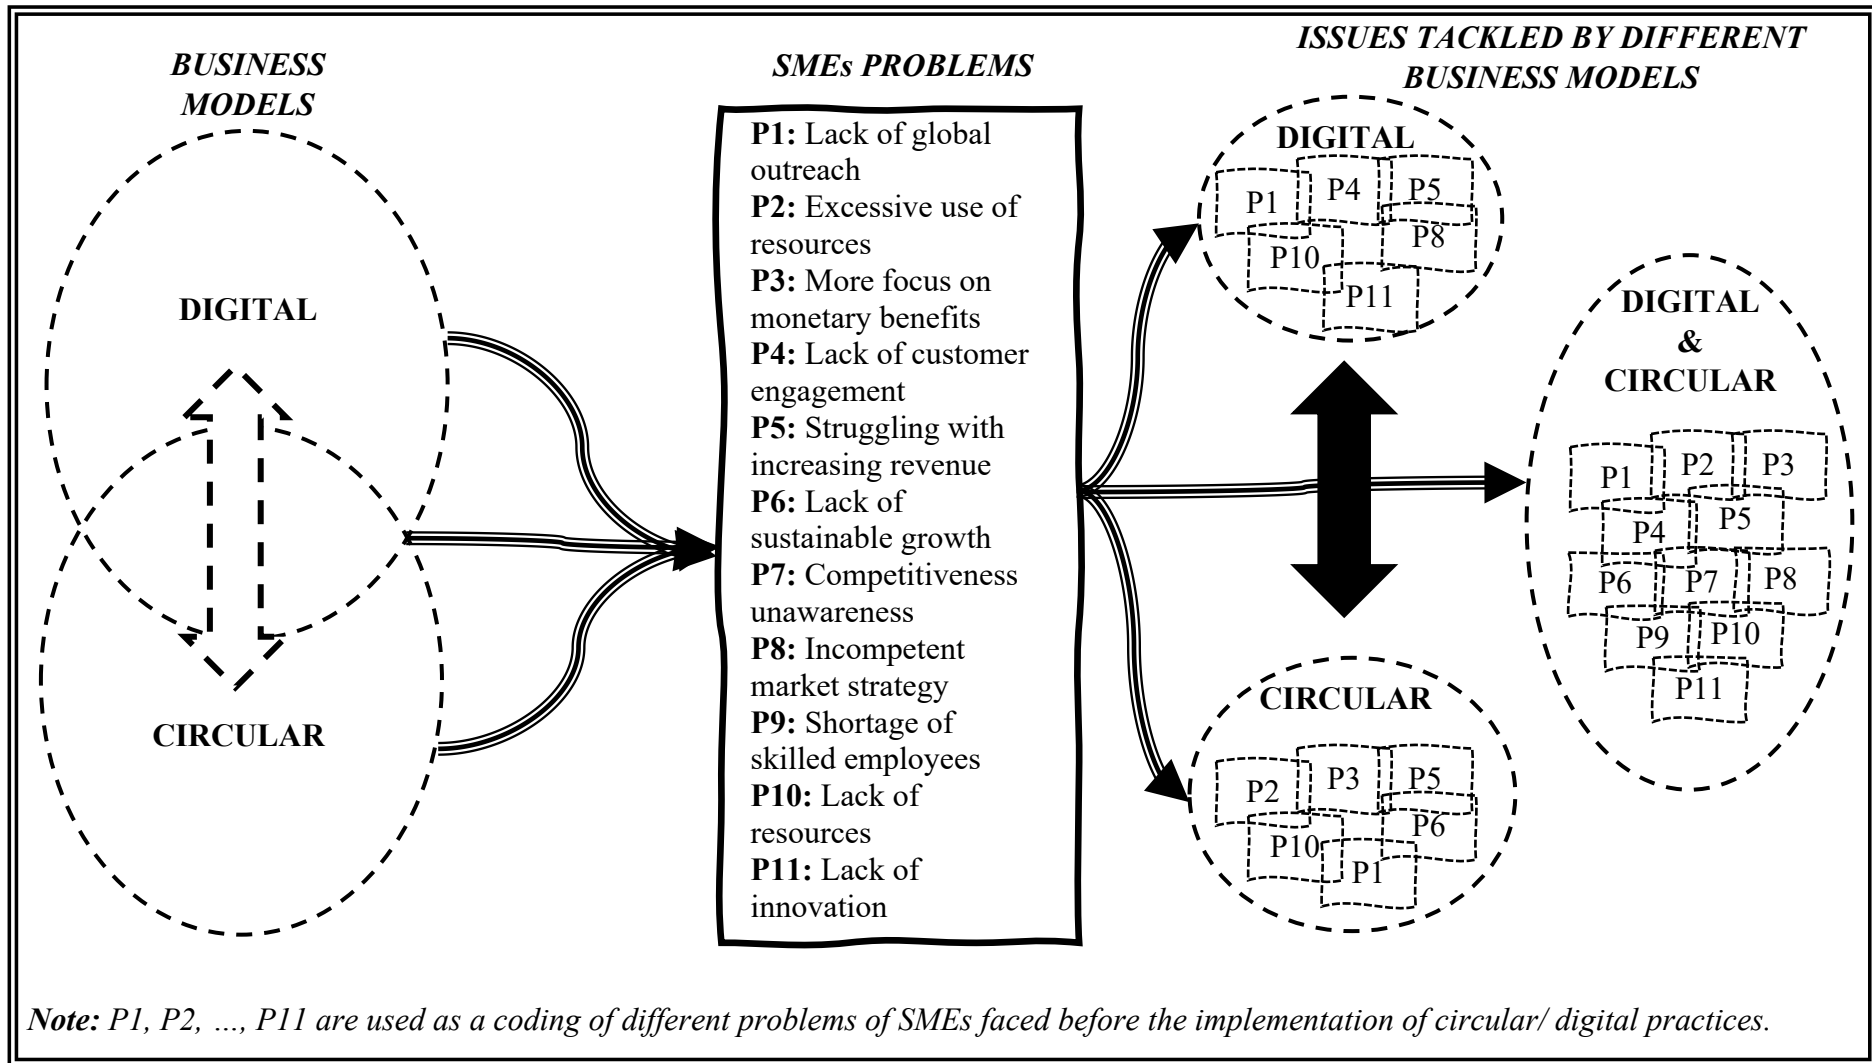 BUSINESS
MODELS
DIGITAL
CIRCULAR
SMEs PROBLEMS
P1: Lack of global
outreach
P2: Excessive use of
resources
P3: More focus on
monetary benefits
P4: Lack of customer
engagement
P5: Struggling with
increasing revenue
P6: Lack of
sustainable growth
P7: Competitiveness
unawareness
P8: Incompetent
market strategy
P9: Shortage of
skilled employees
P10: Lack of
resources
P11: Lack of
innovation
ISSUES TACKLED BY DIFFERENT
BUSINESS MODELS
DIGITAL
P1 P4 P5
P10 P8
P11
CIRCULAR
P2 P3 P5
P10 P6
P1
DIGITAL
&
CIRCULAR
P1 P2 P3
P4 P5
P6 P7 P8
P9 P10
P11
Note: P1, P2, ..., P11 are used as a coding of different problems of SMEs faced before the implementation of circular/ digital practices.